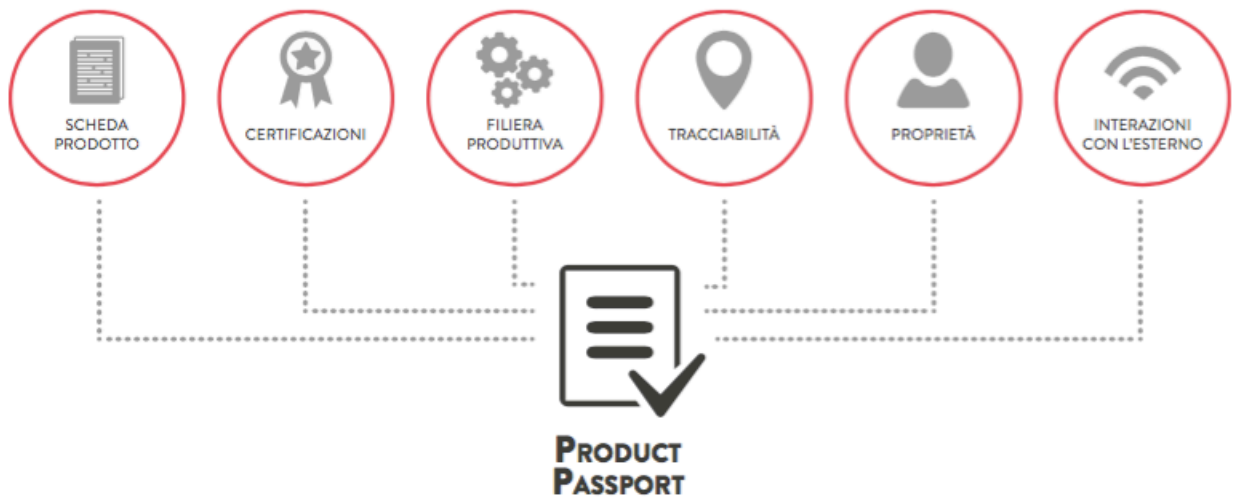 SCHEDA
PRODOTTO
CERTIFICAZIONI
FILIERA
PRODUTTIVA
TRACCIABILITÀ
PROPRIETÀ
INTERAZIONI
CON L'ESTERNO
PRODUCT
PASSPORT